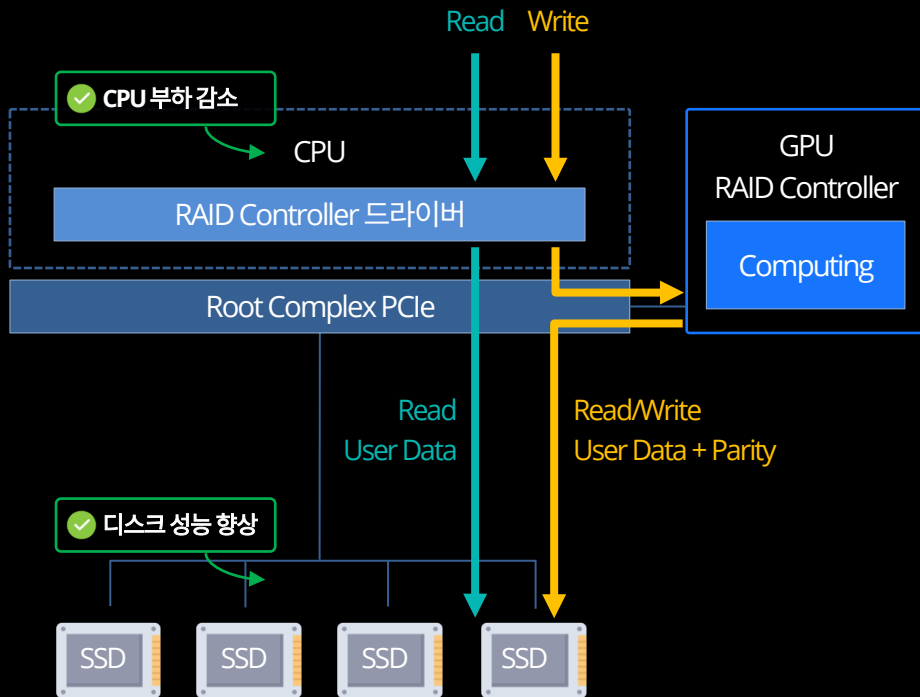 Read
Write
CPU 부하 감소
CPU
RAID Controller 드라이버
GPU
RAID Controller
Computing
Root Complex PCIe
Read
User Data
Read/Write
User Data + Parity
디스크 성능 향상
SSD
SSD
SSD
SSD